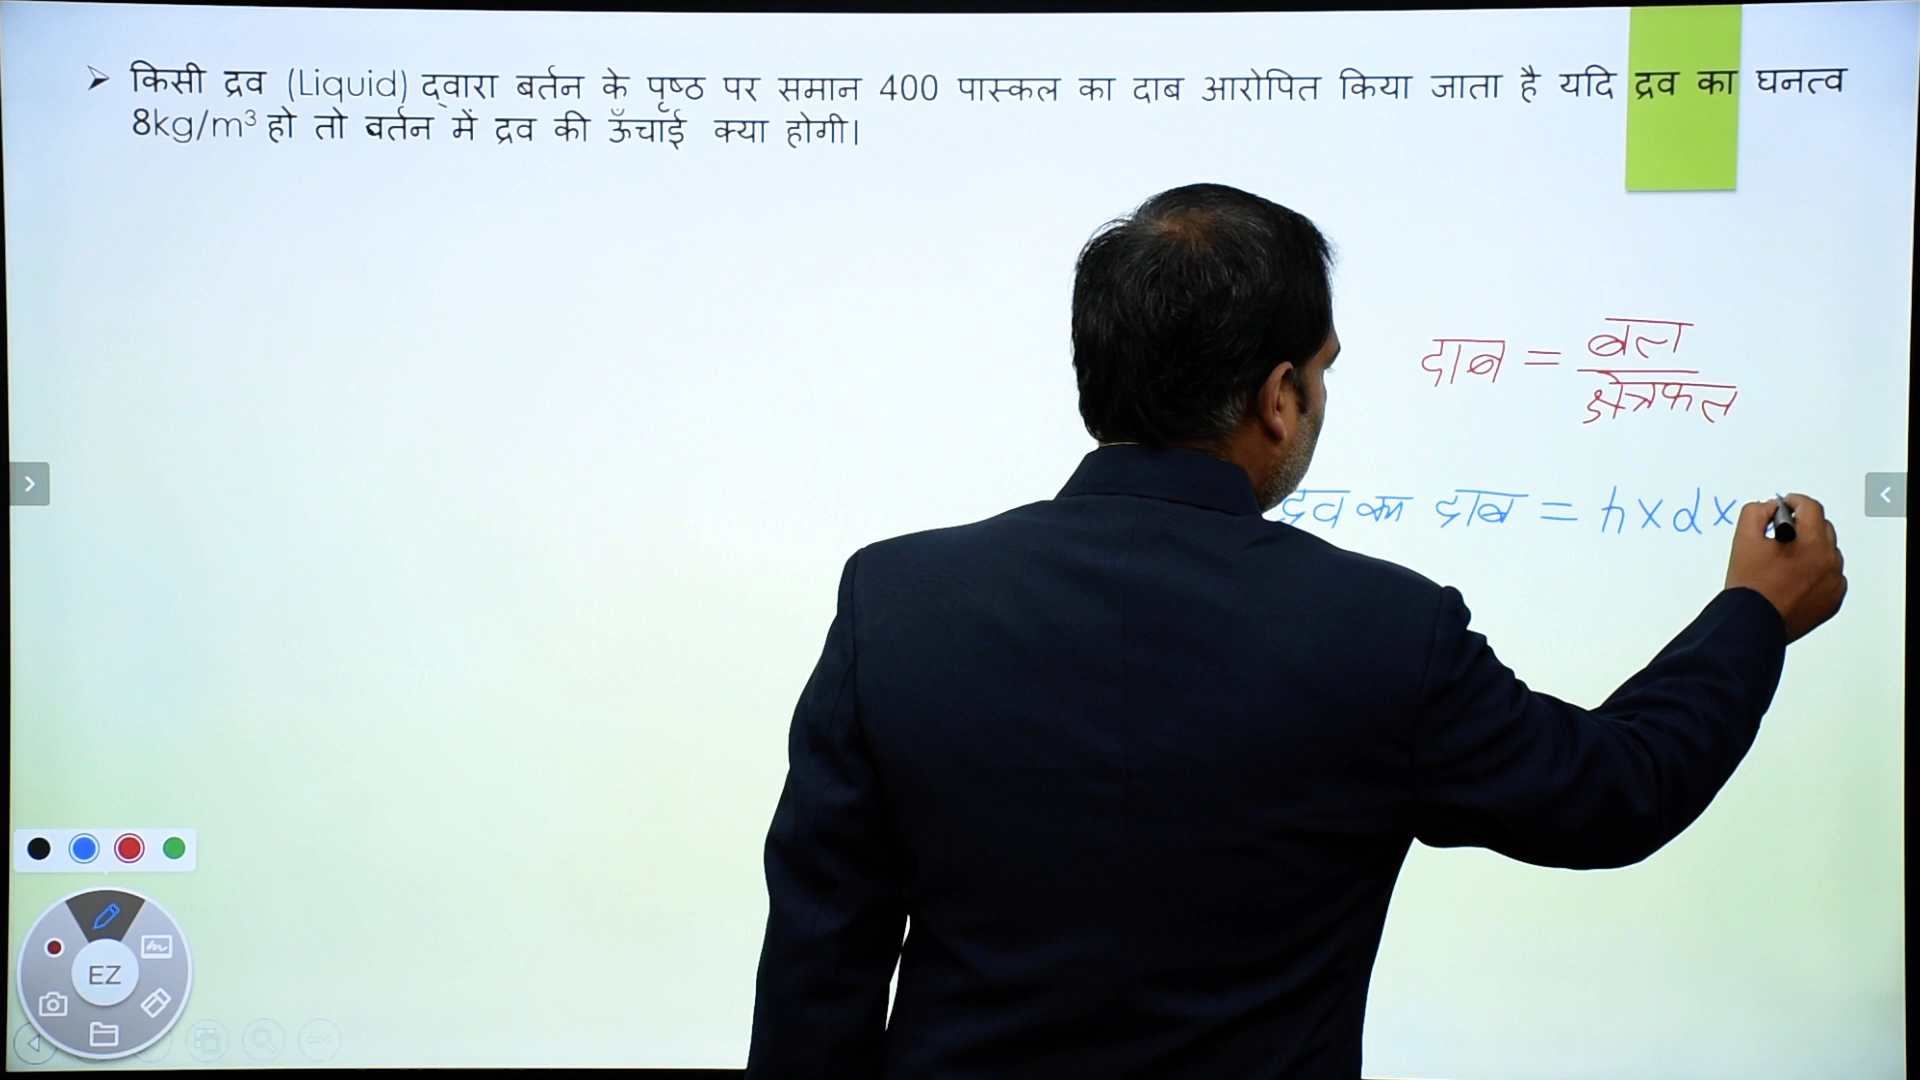 किसी द्रव (Liquid) द्वारा बर्तन के पृष्ठ पर समान 400 पास्कल का दाब आरोपित किया जाता है यदि द्रव का घनत्व
8kg/m³ हो तो बर्तन में द्रव की ऊँचाई क्या होगी।
दाब = बल
क्षेत्रफल
द्रव का दाब = h×d×
EZ